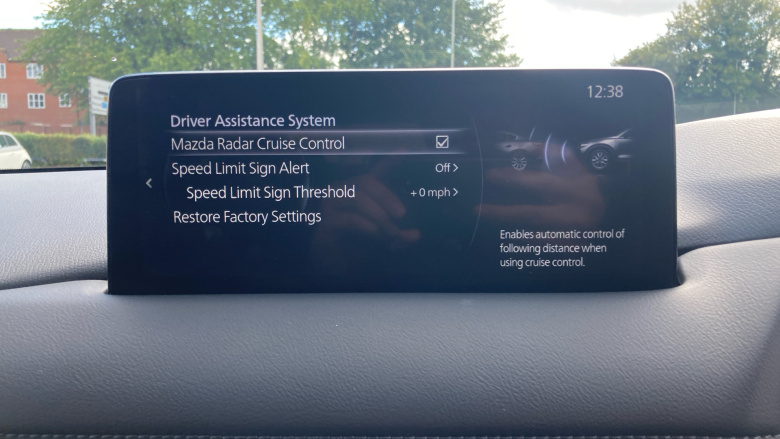 12:38
Driver Assistance System
Mazda Radar Cruise Control
Speed Limit Sign Alert Off >
Speed Limit Sign Threshold + 0 mph >
Restore Factory Settings
Enables automatic control of
following distance when
using cruise control.